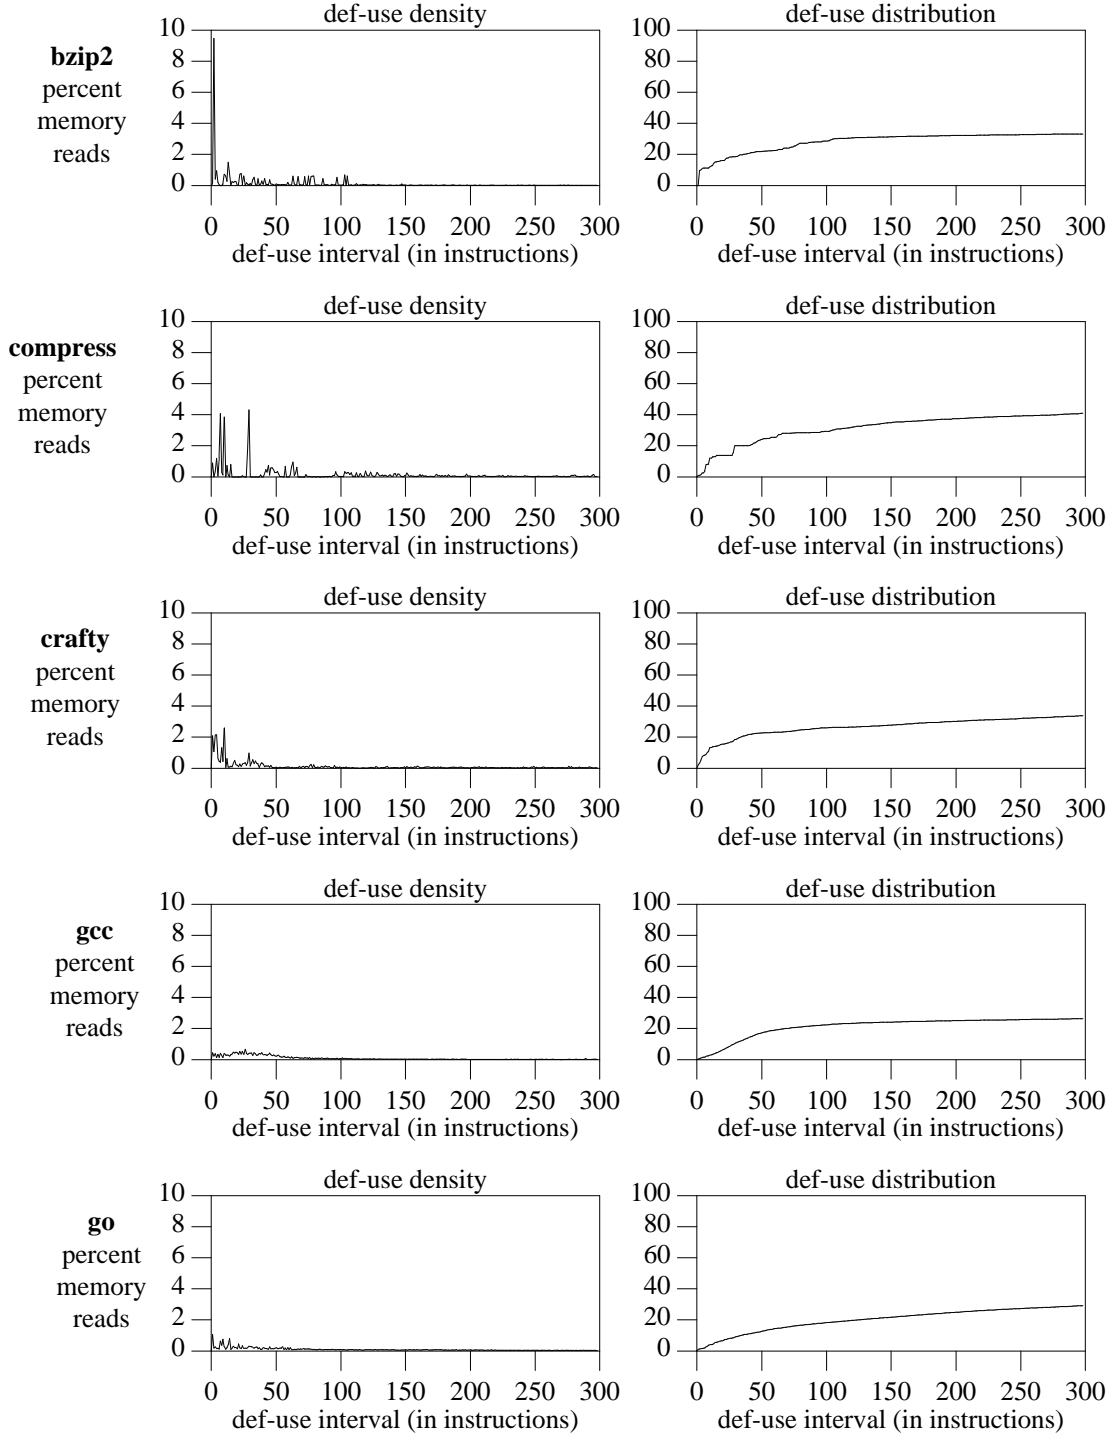 def-use density
def-use distribution
bzip2
percent
memory
reads
10
8
6
4
2
0
0 50 100 150 200 250 300
def-use interval (in instructions)
100
80
60
40
20
0
0 50 100 150 200 250 300
def-use interval (in instructions)
def-use density
def-use distribution
compress
percent
memory
reads
10
8
6
4
2
0
0 50 100 150 200 250 300
def-use interval (in instructions)
100
80
60
40
20
0
0 50 100 150 200 250 300
def-use interval (in instructions)
def-use density
def-use distribution
crafty
percent
memory
reads
10
8
6
4
2
0
0 50 100 150 200 250 300
def-use interval (in instructions)
100
80
60
40
20
0
0 50 100 150 200 250 300
def-use interval (in instructions)
def-use density
def-use distribution
gcc
percent
memory
reads
10
8
6
4
2
0
0 50 100 150 200 250 300
def-use interval (in instructions)
100
80
60
40
20
0
0 50 100 150 200 250 300
def-use interval (in instructions)
def-use density
def-use distribution
go
percent
memory
reads
10
8
6
4
2
0
0 50 100 150 200 250 300
def-use interval (in instructions)
100
80
60
40
20
0
0 50 100 150 200 250 300
def-use interval (in instructions)